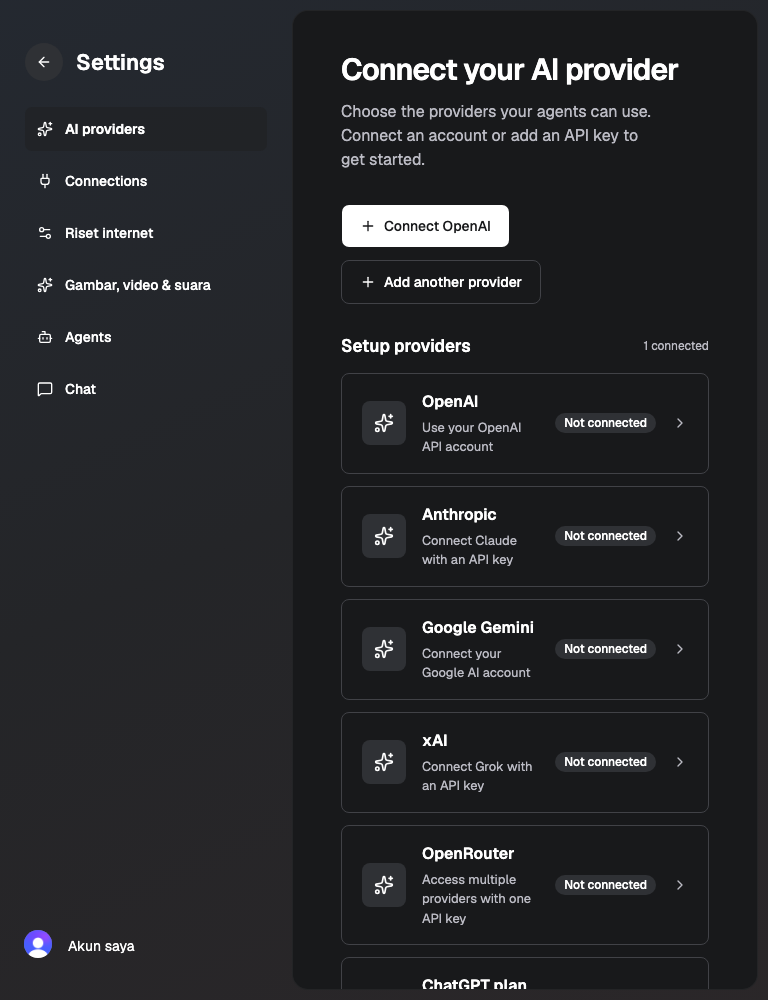 Settings
AI providers
Connections
Riset internet
Gambar, video & suara
Agents
Chat
Akun saya
Connect your AI provider
Choose the providers your agents can use.
Connect an account or add an API key to
get started.
Connect OpenAI
Add another provider
Setup providers
1 connected
OpenAI
Use your OpenAI
API account
Not connected
Anthropic
Connect Claude
with an API key
Not connected
Google Gemini
Connect your
Google AI account
Not connected
xAI
Connect Grok with
an API key
Not connected
OpenRouter
Access multiple
providers with one
API key
Not connected
ChatGPT plan